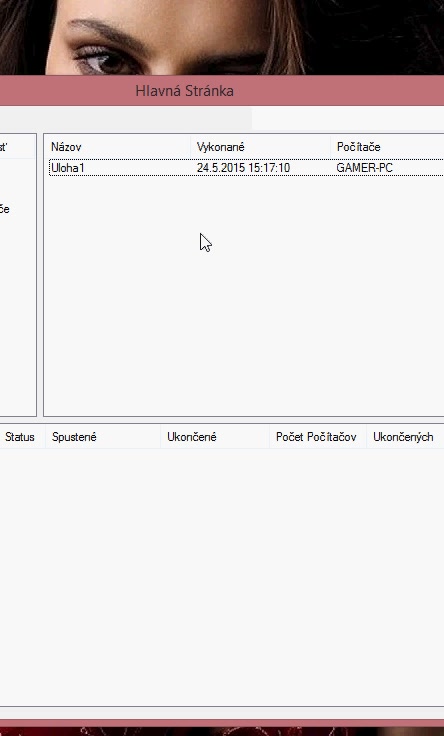 Hlavná Stránka
Názov Vykonané Počítače
Uloha1 24.5.2015 15:17:10 GAMER-PC
če
Status Spustené Ukončené Počet Počítačov Ukončených